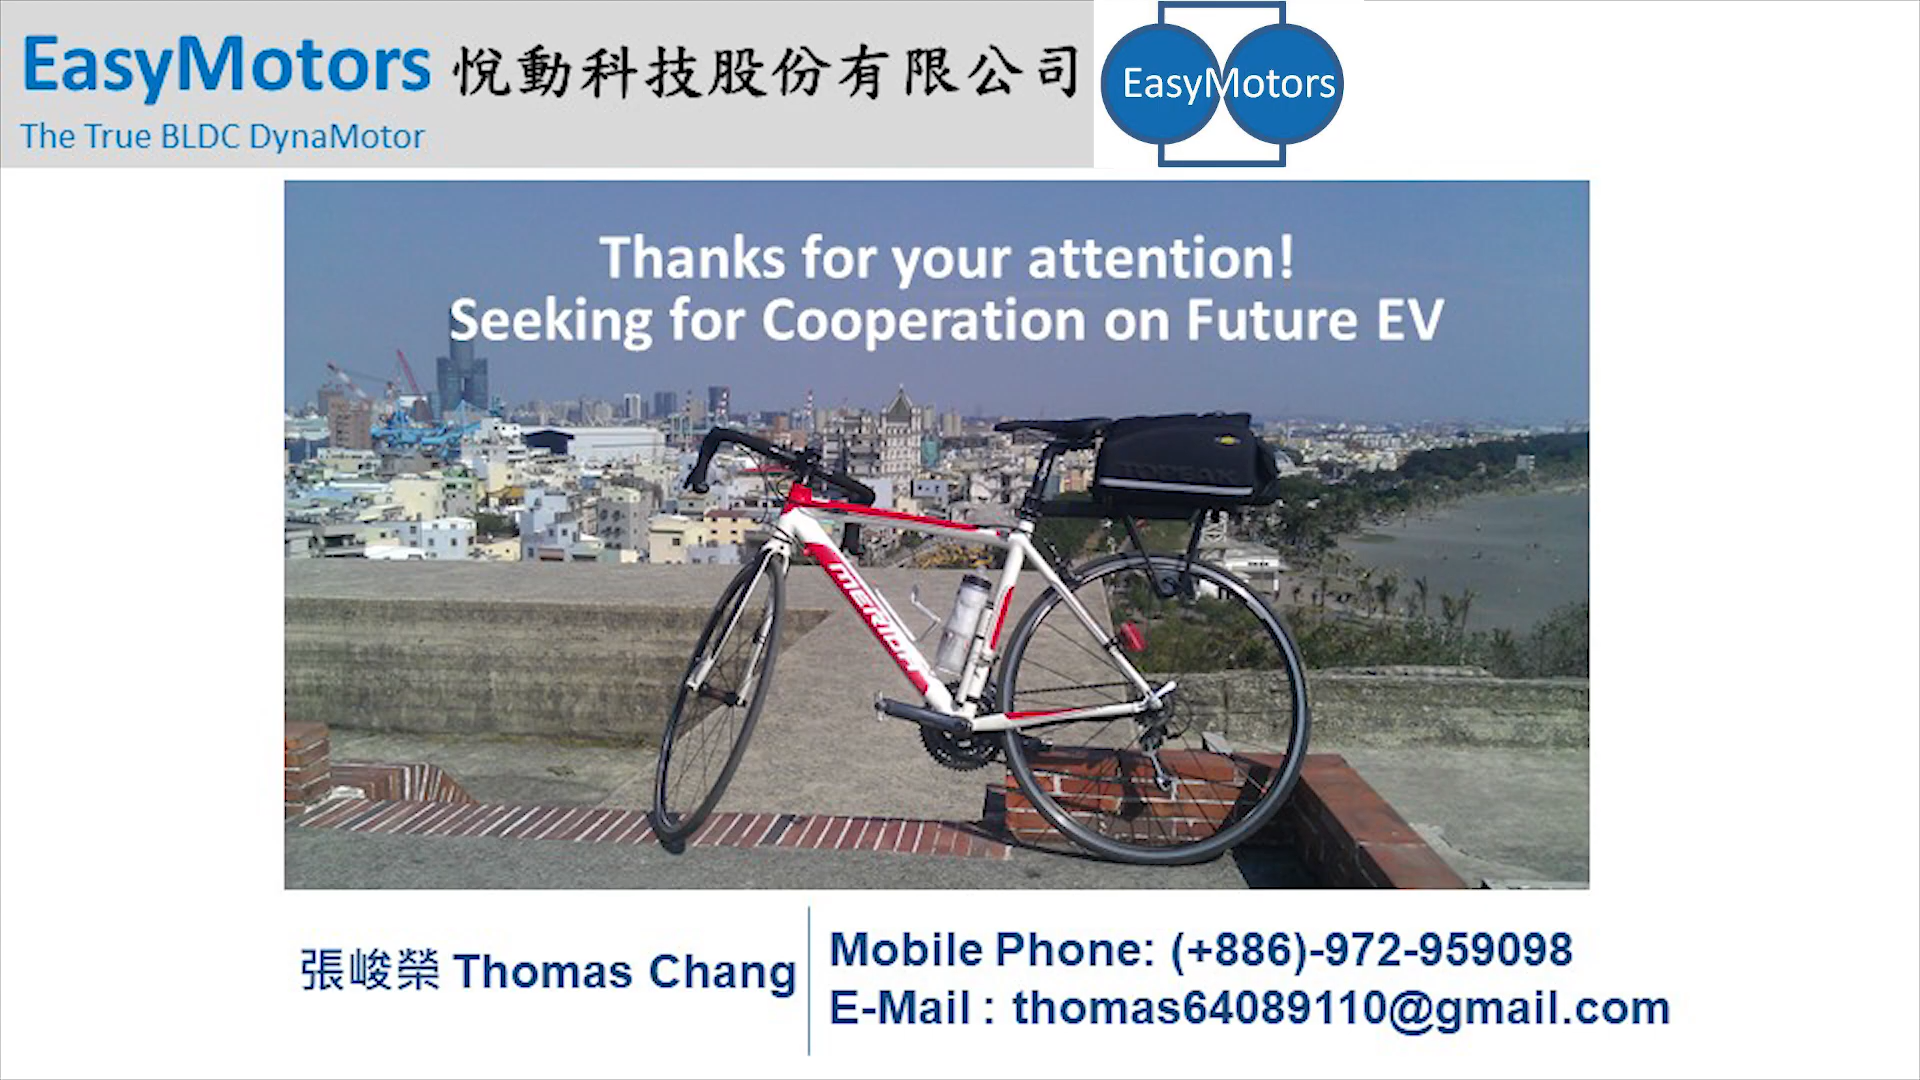 EasyMotors 悅動科技股份有限公司
The True BLDC DynaMotor
EasyMotors
Thanks for your attention!
Seeking for Cooperation on Future EV
TOPEAK
MERIDA
張峻榮 Thomas Chang
Mobile Phone: (+886)-972-959098
E-Mail : thomas64089110@gmail.com